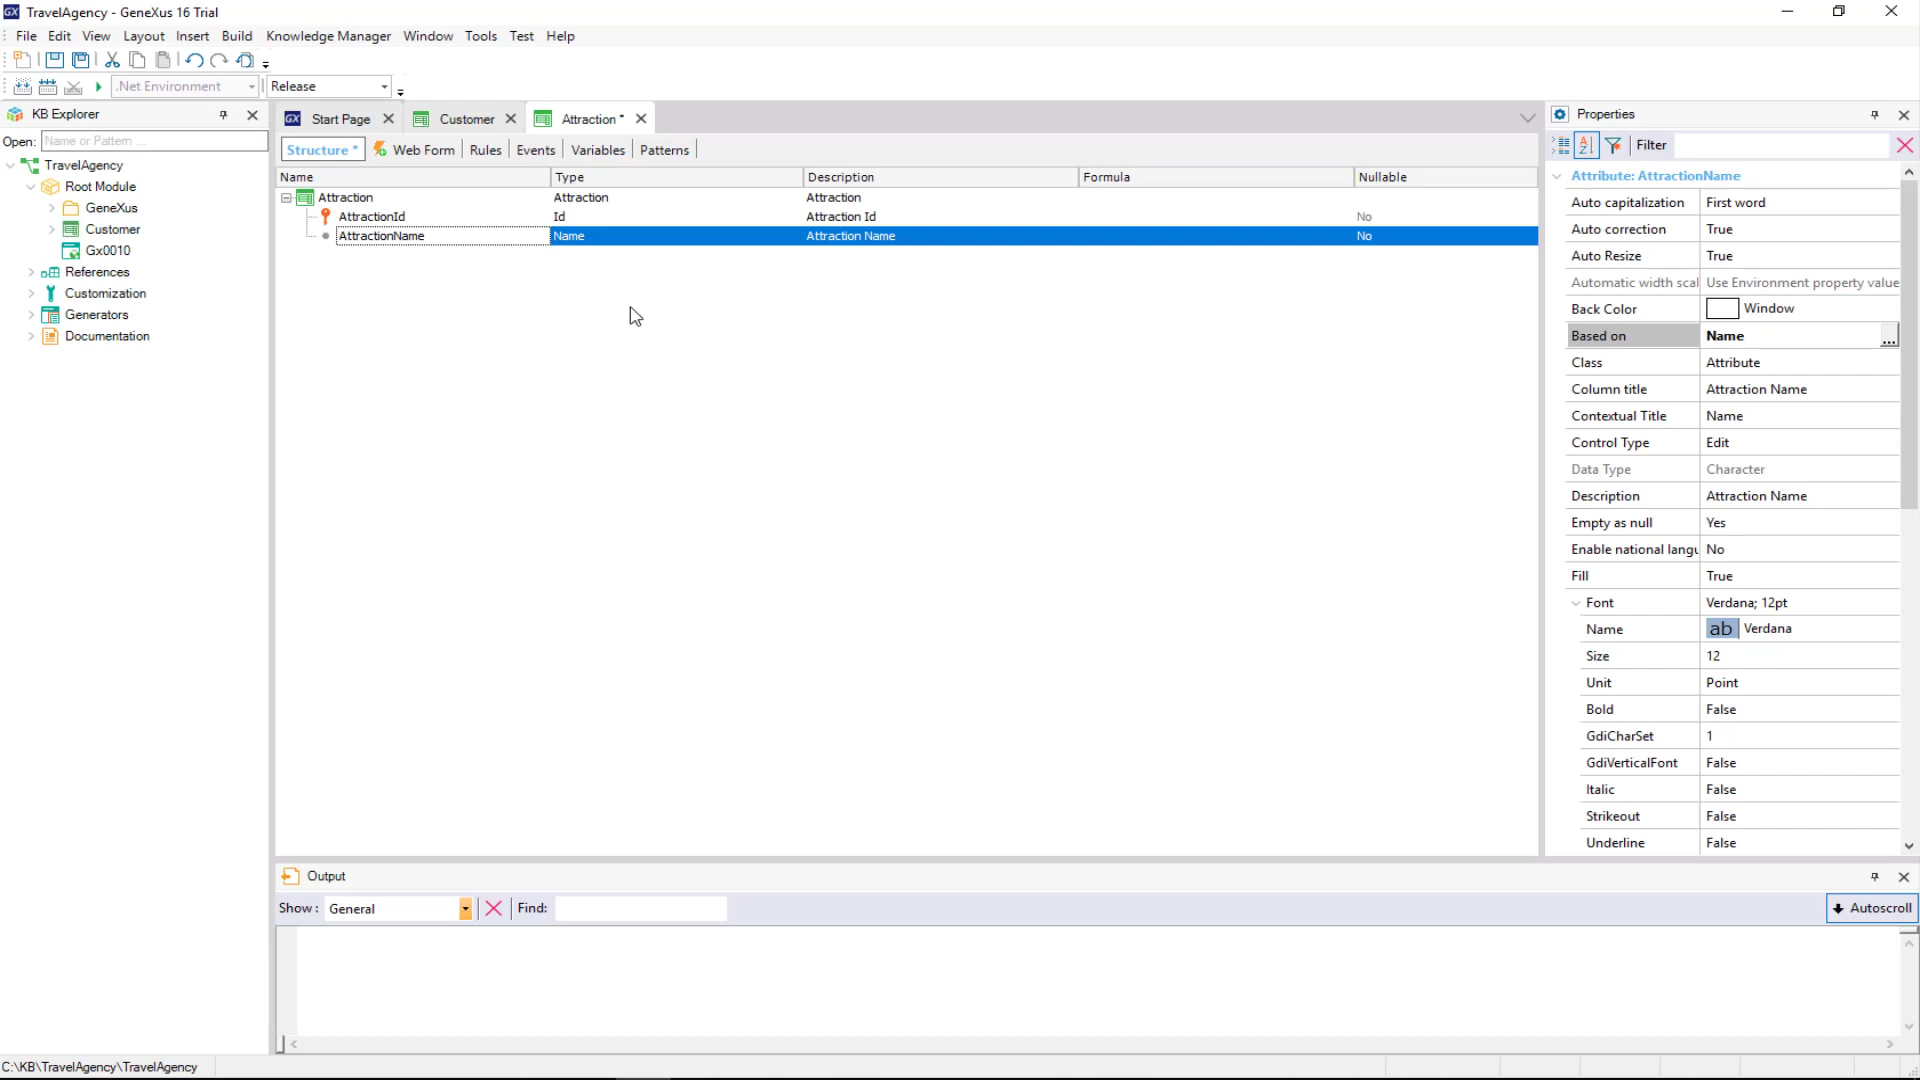 TravelAgency - GeneXus 16 Trial
File Edit View Layout Insert Build Knowledge Manager Window Tools Test Help
.Net Environment Release
KB Explorer
Open: Name or Pattern ...
TravelAgency
Root Module
GeneXus
Customer
Gx0010
References
Customization
Generators
Documentation
Start Page Customer Attraction *
Structure * Web Form Rules Events Variables Patterns
Name Type Description Formula Nullable
Attraction Attraction Attraction
AttractionId Id Attraction Id No
AttractionName Name Attraction Name No
Output
Show : General Find:
Autoscroll
Properties
Filter
Attribute: AttractionName
Auto capitalization First word
Auto correction True
Auto Resize True
Automatic width scal Use Environment property value
Back Color Window
Based on Name ...
Class Attribute
Column title Attraction Name
Contextual Title Name
Control Type Edit
Data Type Character
Description Attraction Name
Empty as null Yes
Enable national langu No
Fill True
Font Verdana; 12pt
Name ab Verdana
Size 12
Unit Point
Bold False
GdiCharSet 1
GdiVerticalFont False
Italic False
Strikeout False
Underline False
C:\KB\TravelAgency\TravelAgency